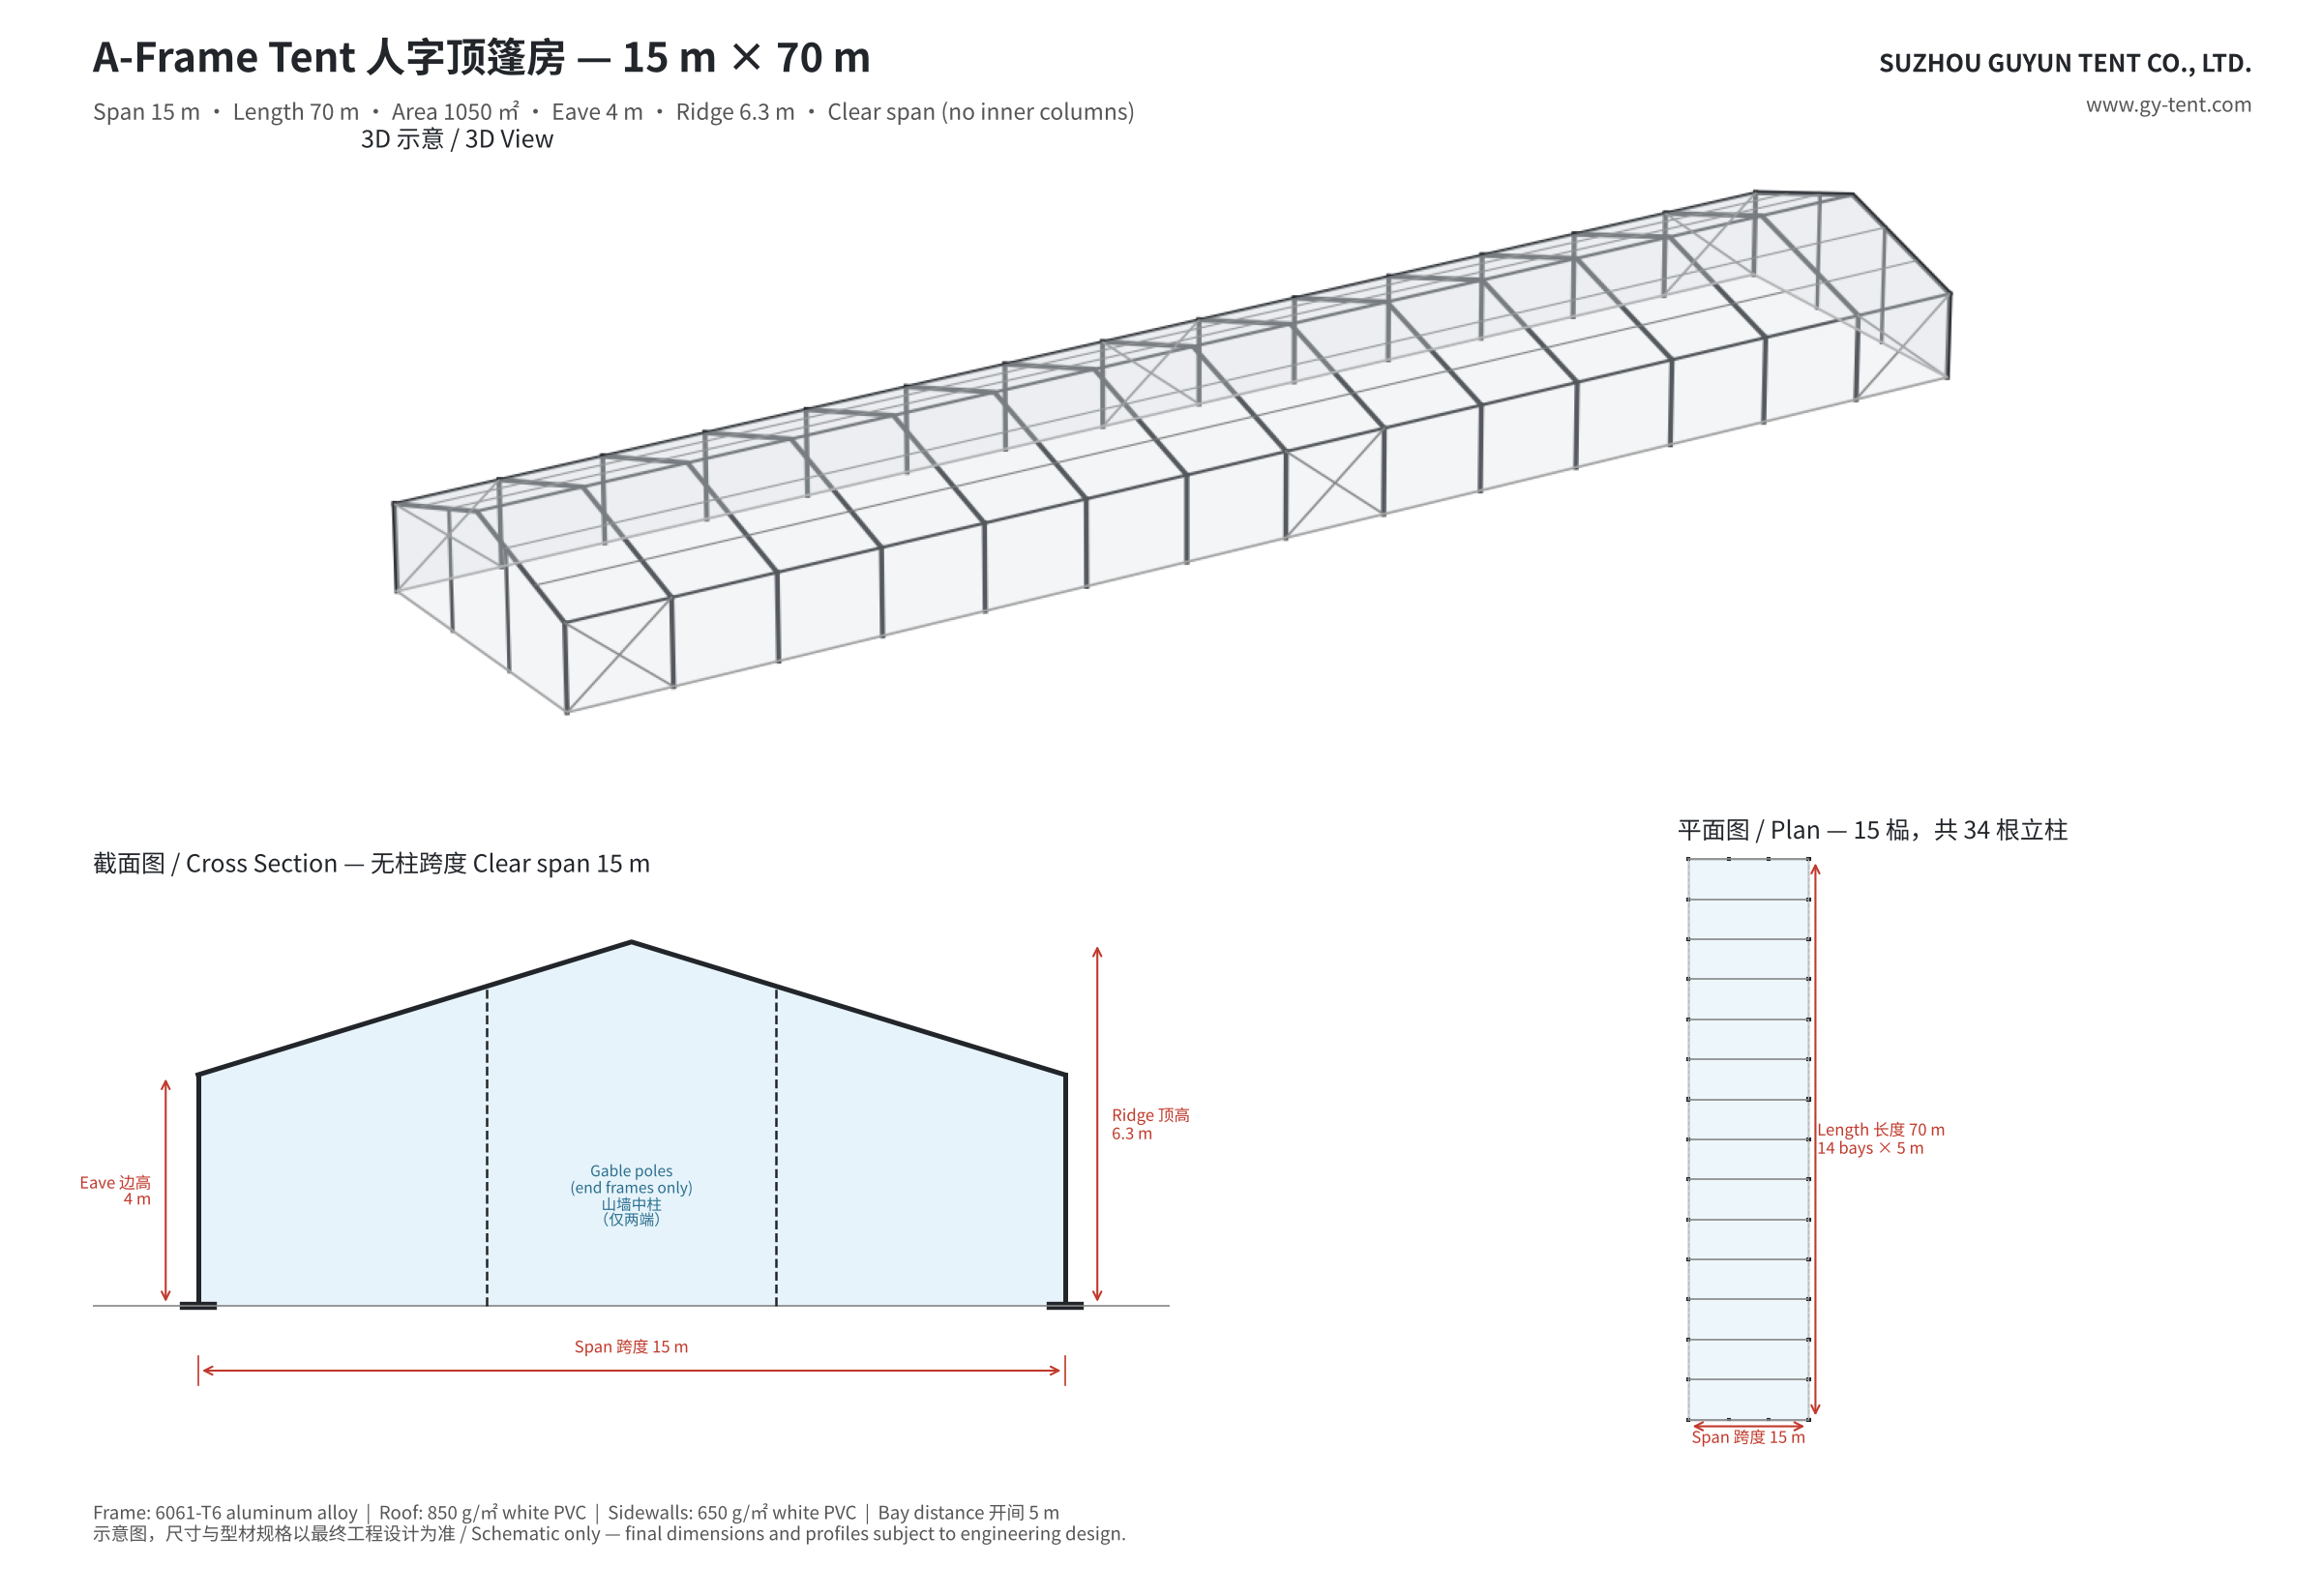 A-Frame Tent 人字顶篷房 — 15 m × 70 m
SUZHOU GUYUN TENT CO., LTD.
Span 15 m · Length 70 m · Area 1050 ㎡ · Eave 4 m · Ridge 6.3 m · Clear span (no inner columns)
www.gy-tent.com
3D 示意 / 3D View
平面图 / Plan — 15 榀，共 34 根立柱
截面图 / Cross Section — 无柱跨度 Clear span 15 m
Ridge 顶高
6.3 m
Length 长度 70 m
14 bays × 5 m
Gable poles
(end frames only)
山墙中柱
（仅两端）
Eave 边高
4 m
Span 跨度 15 m
Span 跨度 15 m
Frame: 6061-T6 aluminum alloy | Roof: 850 g/㎡ white PVC | Sidewalls: 650 g/㎡ white PVC | Bay distance 开间 5 m
示意图，尺寸与型材规格以最终工程设计为准 / Schematic only — final dimensions and profiles subject to engineering design.